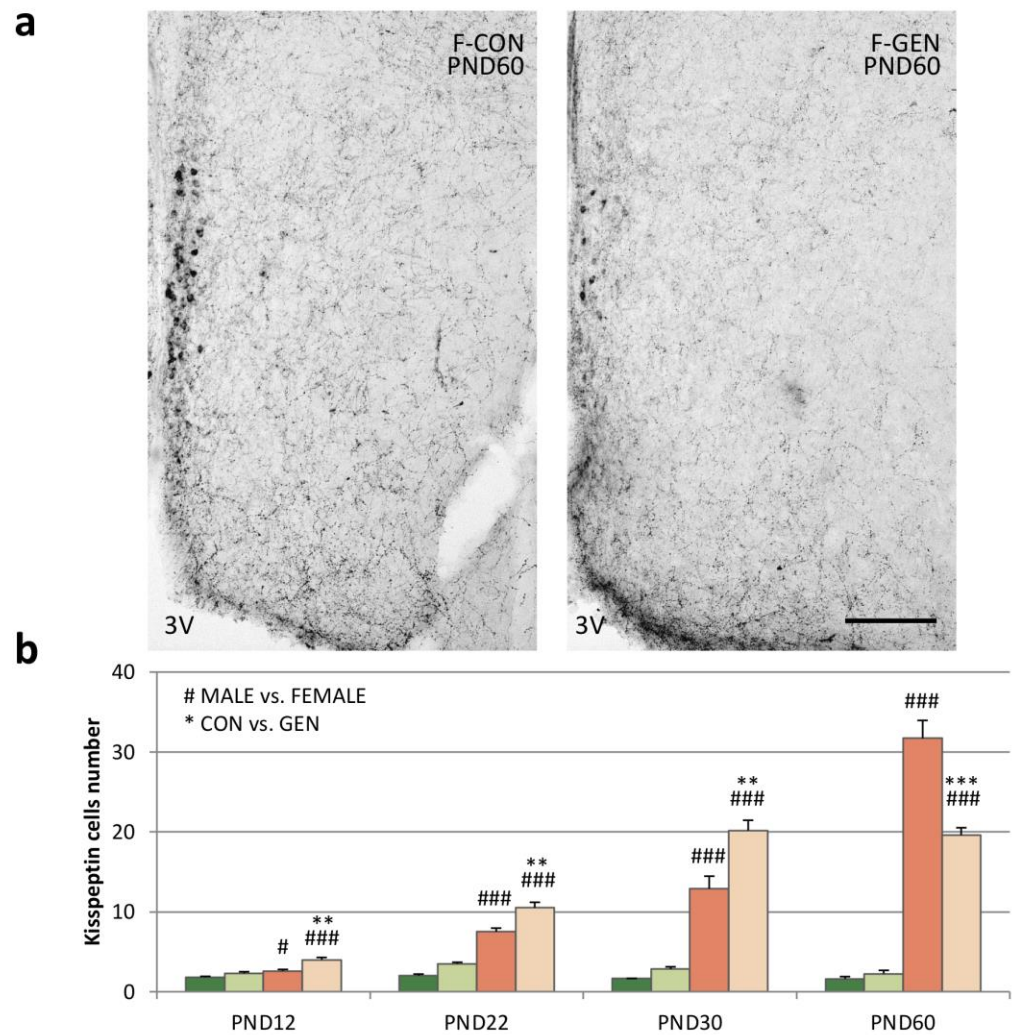 a
F-CON
PND60
F-GEN
PND60
3V
3V
b
Kisspeptin cells number
40
30
20
10
0
# MALE vs. FEMALE
* CON vs. GEN
#
**
###
###
**
###
###
**
###
###
***
###
PND12
PND22
PND30
PND60